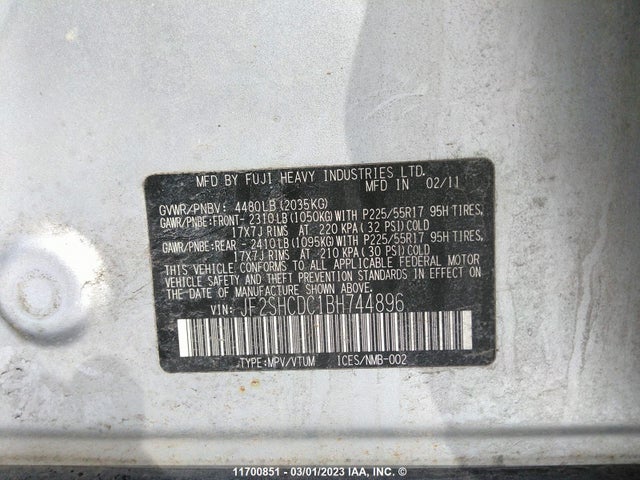 MFD BY FUJI HEAVY INDUSTRIES LTD.
MFD IN 02/11
GVWR/PNBV: 4480LB(2035KG)
GAWR/PNBE:FRONT- 2310LB(1050KG)WITH P225/55R17 95H TIRES,
17X7J RIMS AT 220 KPA(32 PSI)COLD
GAWR/PNBE:REAR - 2410LB(1095KG)WITH P225/55R17 95H TIRES,
17X7J RIMS AT 210 KPA(30 PSI)COLD
THIS VEHICLE CONFORMS TO ALL APPLICABLE FEDERAL MOTOR
VEHICLE SAFETY AND THEFT PREVENTION STANDARDS IN EFFECT
ON THE DATE OF MANUFACTURE SHOWN ABOVE.
VIN: JF2SHCDC1BH744896
TYPE:MPV/VTUM ICES/NMB-002
11700851 - 03/01/2023 IAA, INC. ©